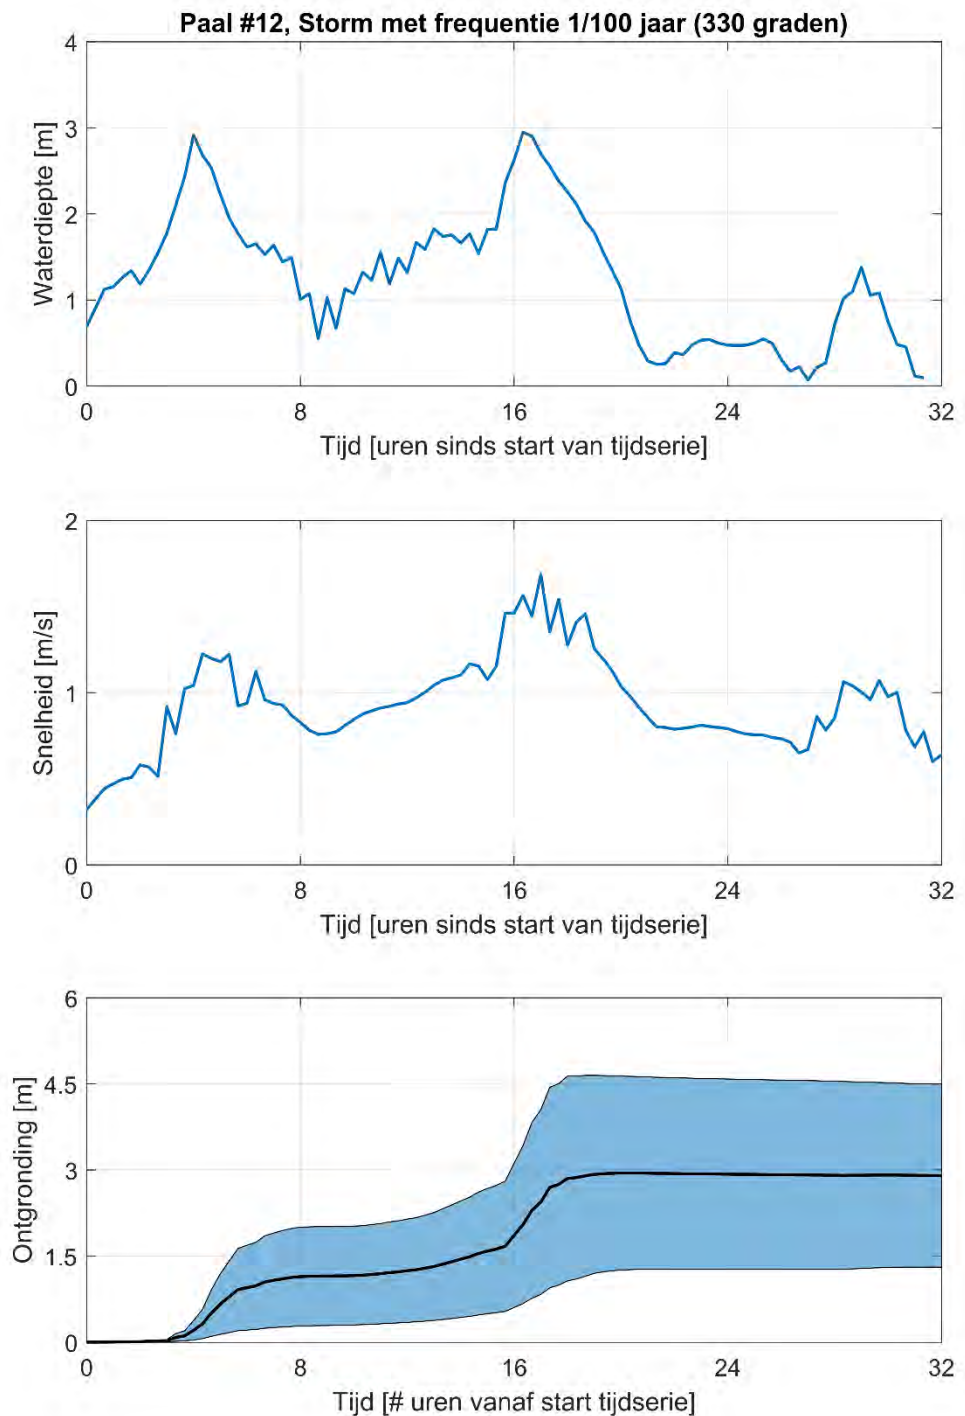 Paal #12, Storm met frequentie 1/100 jaar (330 graden)
4
3
2
1
0
Waterdiepte [m]
0 8 16 24 32
Tijd [uren sinds start van tijdserie]
2
1
0
Snelheid [m/s]
0 8 16 24 32
Tijd [uren sinds start van tijdserie]
6
4.5
3
1.5
0
Ontgronding [m]
0 8 16 24 32
Tijd [# uren vanaf start tijdserie]